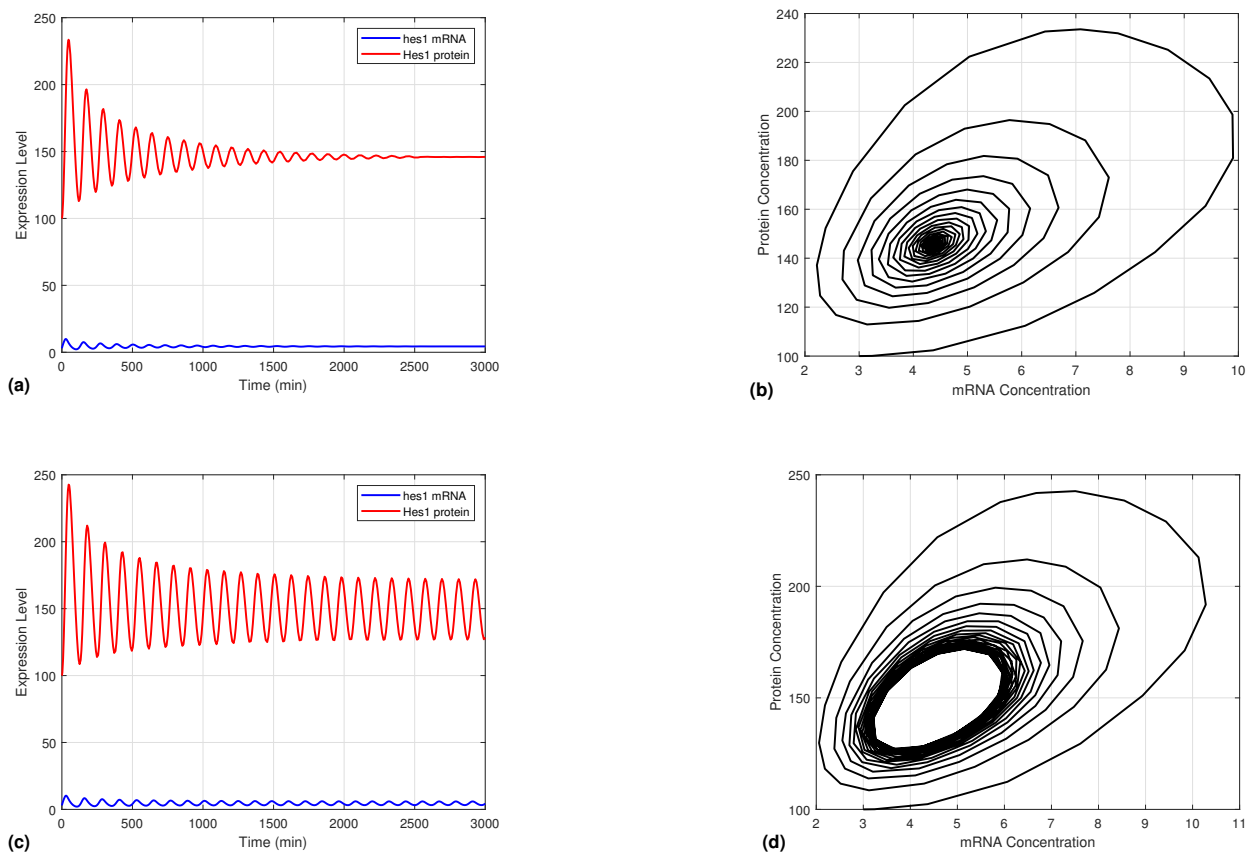 250
200
150
100
50
0
Expression Level
hes1 mRNA
Hes1 protein
0 500 1000 1500 2000 2500 3000
Time (min)
(a)
240
220
200
180
160
140
120
100
Protein Concentration
2 3 4 5 6 7 8 9 10
mRNA Concentration
(b)
250
200
150
100
50
0
Expression Level
hes1 mRNA
Hes1 protein
0 500 1000 1500 2000 2500 3000
Time (min)
(c)
250
200
150
100
Protein Concentration
2 3 4 5 6 7 8 9 10 11
mRNA Concentration
(d)